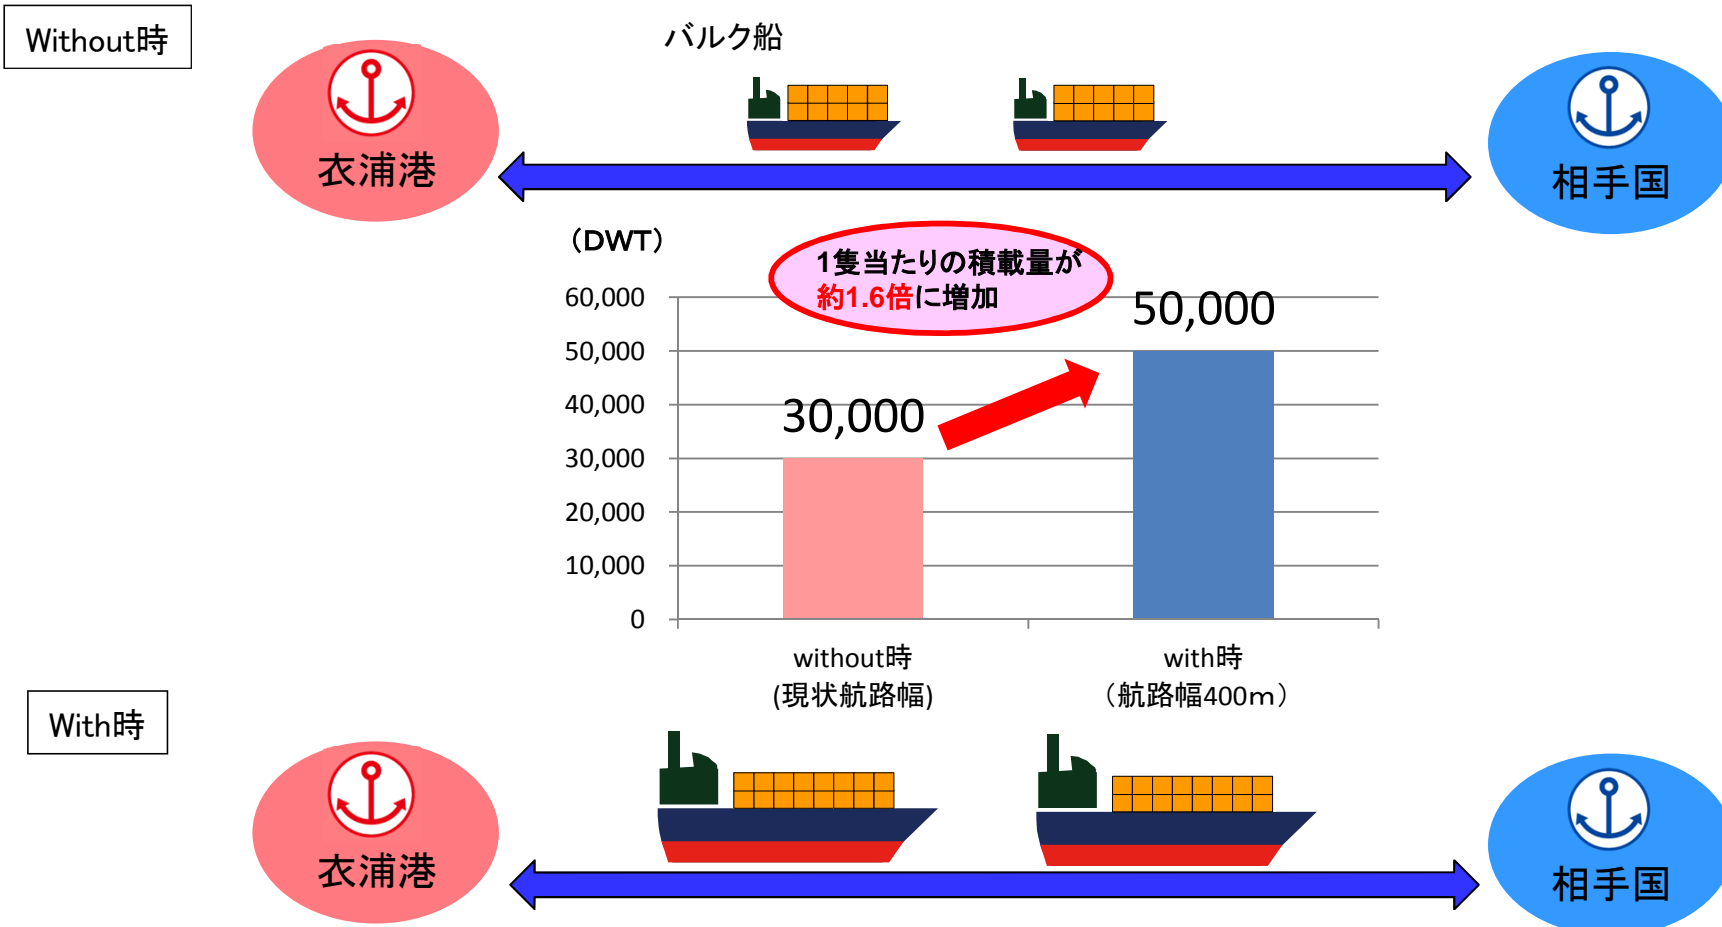 Without時
バルク船
衣浦港
相手国
（DWT）
1隻当たりの積載量が
約1.6倍に増加
60,000
50,000
40,000
30,000
20,000
10,000
0
30,000
50,000
without時
(現状航路幅)
with時
（航路幅400m）
With時
衣浦港
相手国